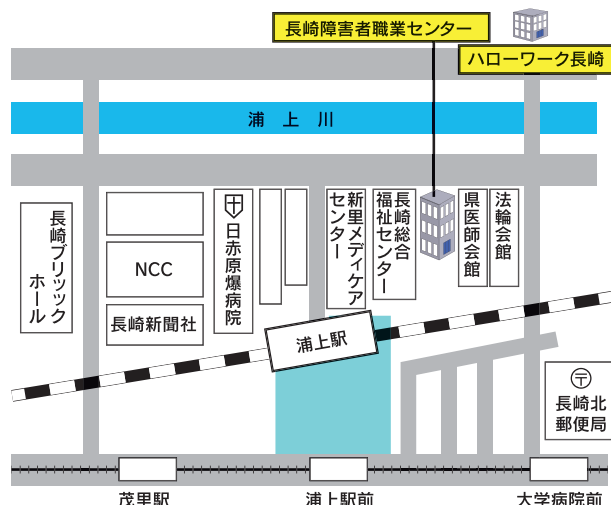 長崎障害者職業センター
ハローワーク長崎
浦上川
長崎ブリック
ホール
NCC
長崎新聞社
日赤原爆病院
新里メディケア
センター
長崎総合
福祉センター
県医師会館
法輪会館
浦上駅
〒
長崎北
郵便局
茂里駅
浦上駅前
大学病院前